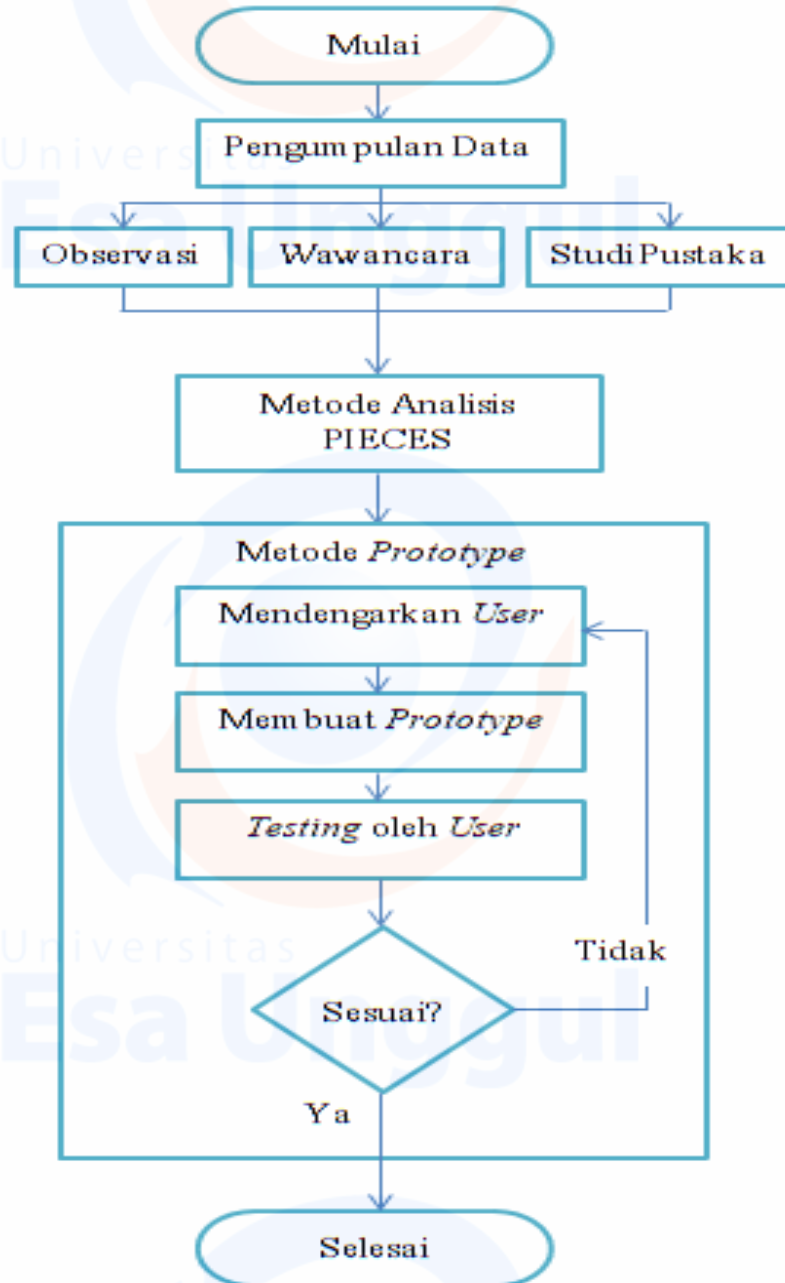 Mulai
Universitas
Pengumpulan Data
Esa Unggul
Observasi
Wawancara
Studi Pustaka
Metode Analisis
PIECES
Metode Prototype
Mendengarkan User
Membuat Prototype
Testing oleh User
Universitas
Tidak
Esa Unggul
Sesuai?
Ya
Selesai